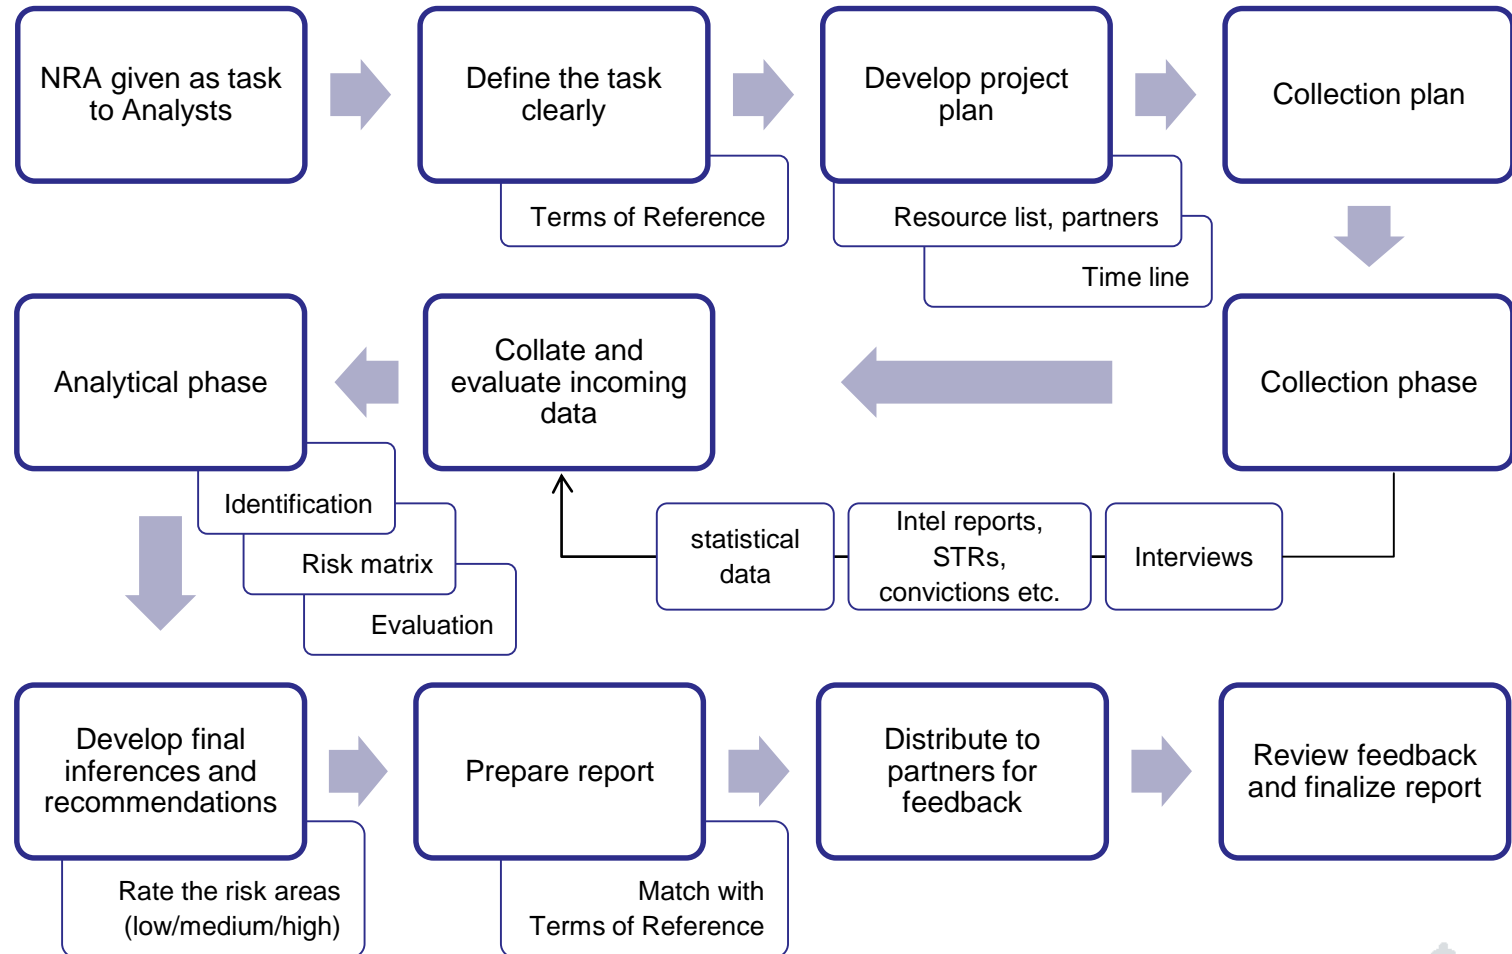 NRA given as task
to Analysts
Define the task
clearly
Terms of Reference
Develop project
plan
Resource list, partners
Time line
Collection plan
Collection phase
Interviews
Intel reports,
STRs,
convictions etc.
statistical
data
Collate and
evaluate incoming
data
Analytical phase
Identification
Risk matrix
Evaluation
Develop final
inferences and
recommendations
Rate the risk areas
(low/medium/high)
Prepare report
Match with
Terms of Reference
Distribute to
partners for
feedback
Review feedback
and finalize report